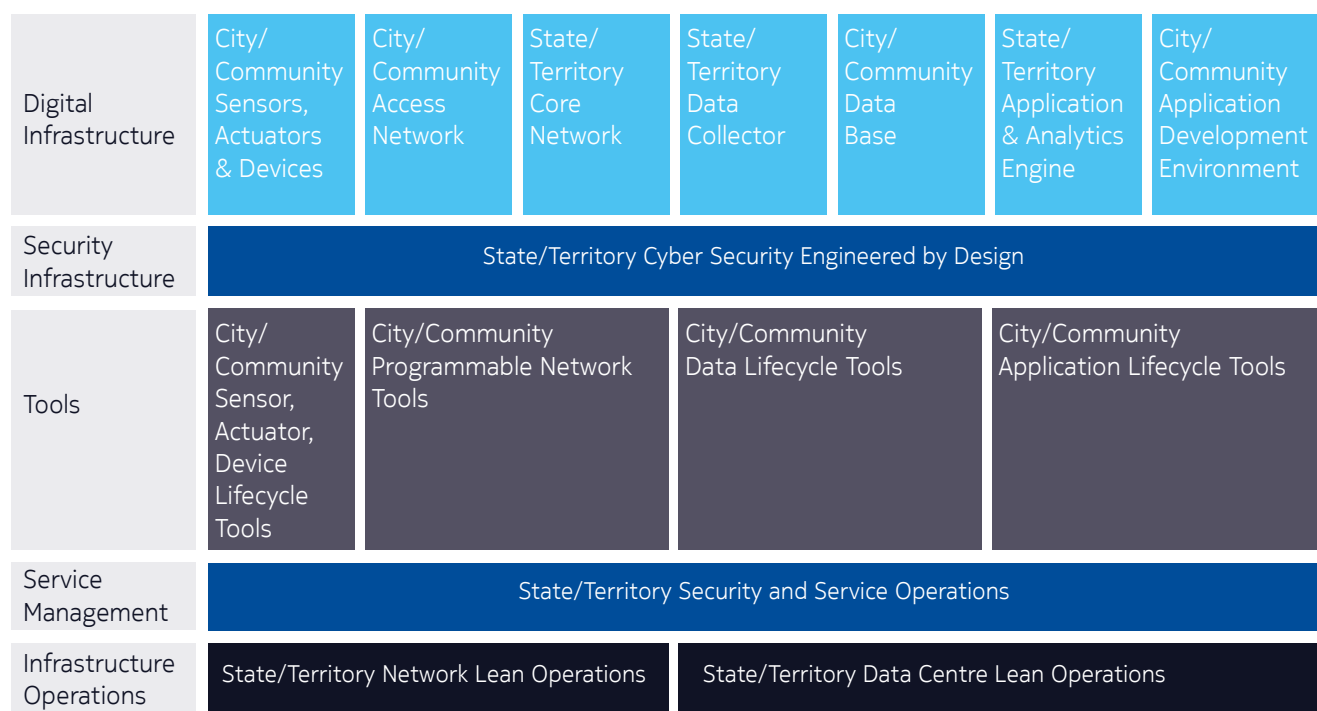 Digital
Infrastructure
City/
Community
Sensors,
Actuators
& Devices
City/
Community
Access
Network
State/
Territory
Core
Network
State/
Territory
Data
Collector
City/
Community
Data
Base
State/
Territory
Application
& Analytics
Engine
City/
Community
Application
Development
Environment
Security
Infrastructure
State/Territory Cyber Security Engineered by Design
Tools
City/
Community
Sensor,
Actuator,
Device
Lifecycle
Tools
City/Community
Programmable Network
Tools
City/Community
Data Lifecycle Tools
City/Community
Application Lifecycle Tools
Service
Management
State/Territory Security and Service Operations
Infrastructure
Operations
State/Territory Network Lean Operations
State/Territory Data Centre Lean Operations